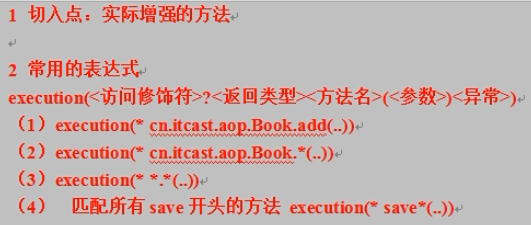 1 切入点：实际增强的方法
2 常用的表达式
execution(<访问修饰符>?<返回类型><方法名>(<参数>)<异常>)
（1）execution(* cn.itcast.aop.Book.add(..))
（2）execution(* cn.itcast.aop.Book.*(..))
（3）execution(* *.*(..))
（4） 匹配所有 save 开头的方法 execution(* save*(..))